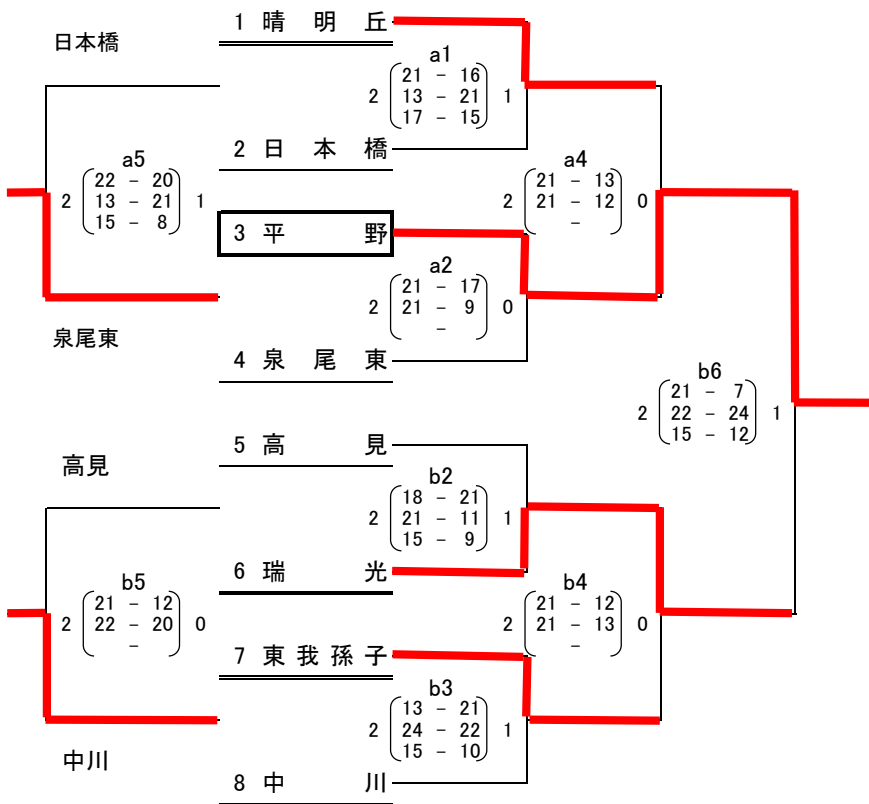 1 晴 明 丘
日本橋
a1
2 21 － 16 1
13 － 21
17 － 15
2 日 本 橋
a5
2 22 － 20 1
13 － 21
15 － 8
a4
2 21 － 13 0
21 － 12
－
3 平 野
a2
2 21 － 17 0
21 － 9
－
泉尾東
4 泉 尾 東
b6
2 21 － 7 1
22 － 24
15 － 12
5 高 見
高見
b2
2 18 － 21 1
21 － 11
15 － 9
6 瑞 光
b5
2 21 － 12 0
22 － 20
－
b4
2 21 － 12 0
21 － 13
－
7 東 我 孫 子
b3
2 13 － 21 1
24 － 22
15 － 10
中川
8 中 川